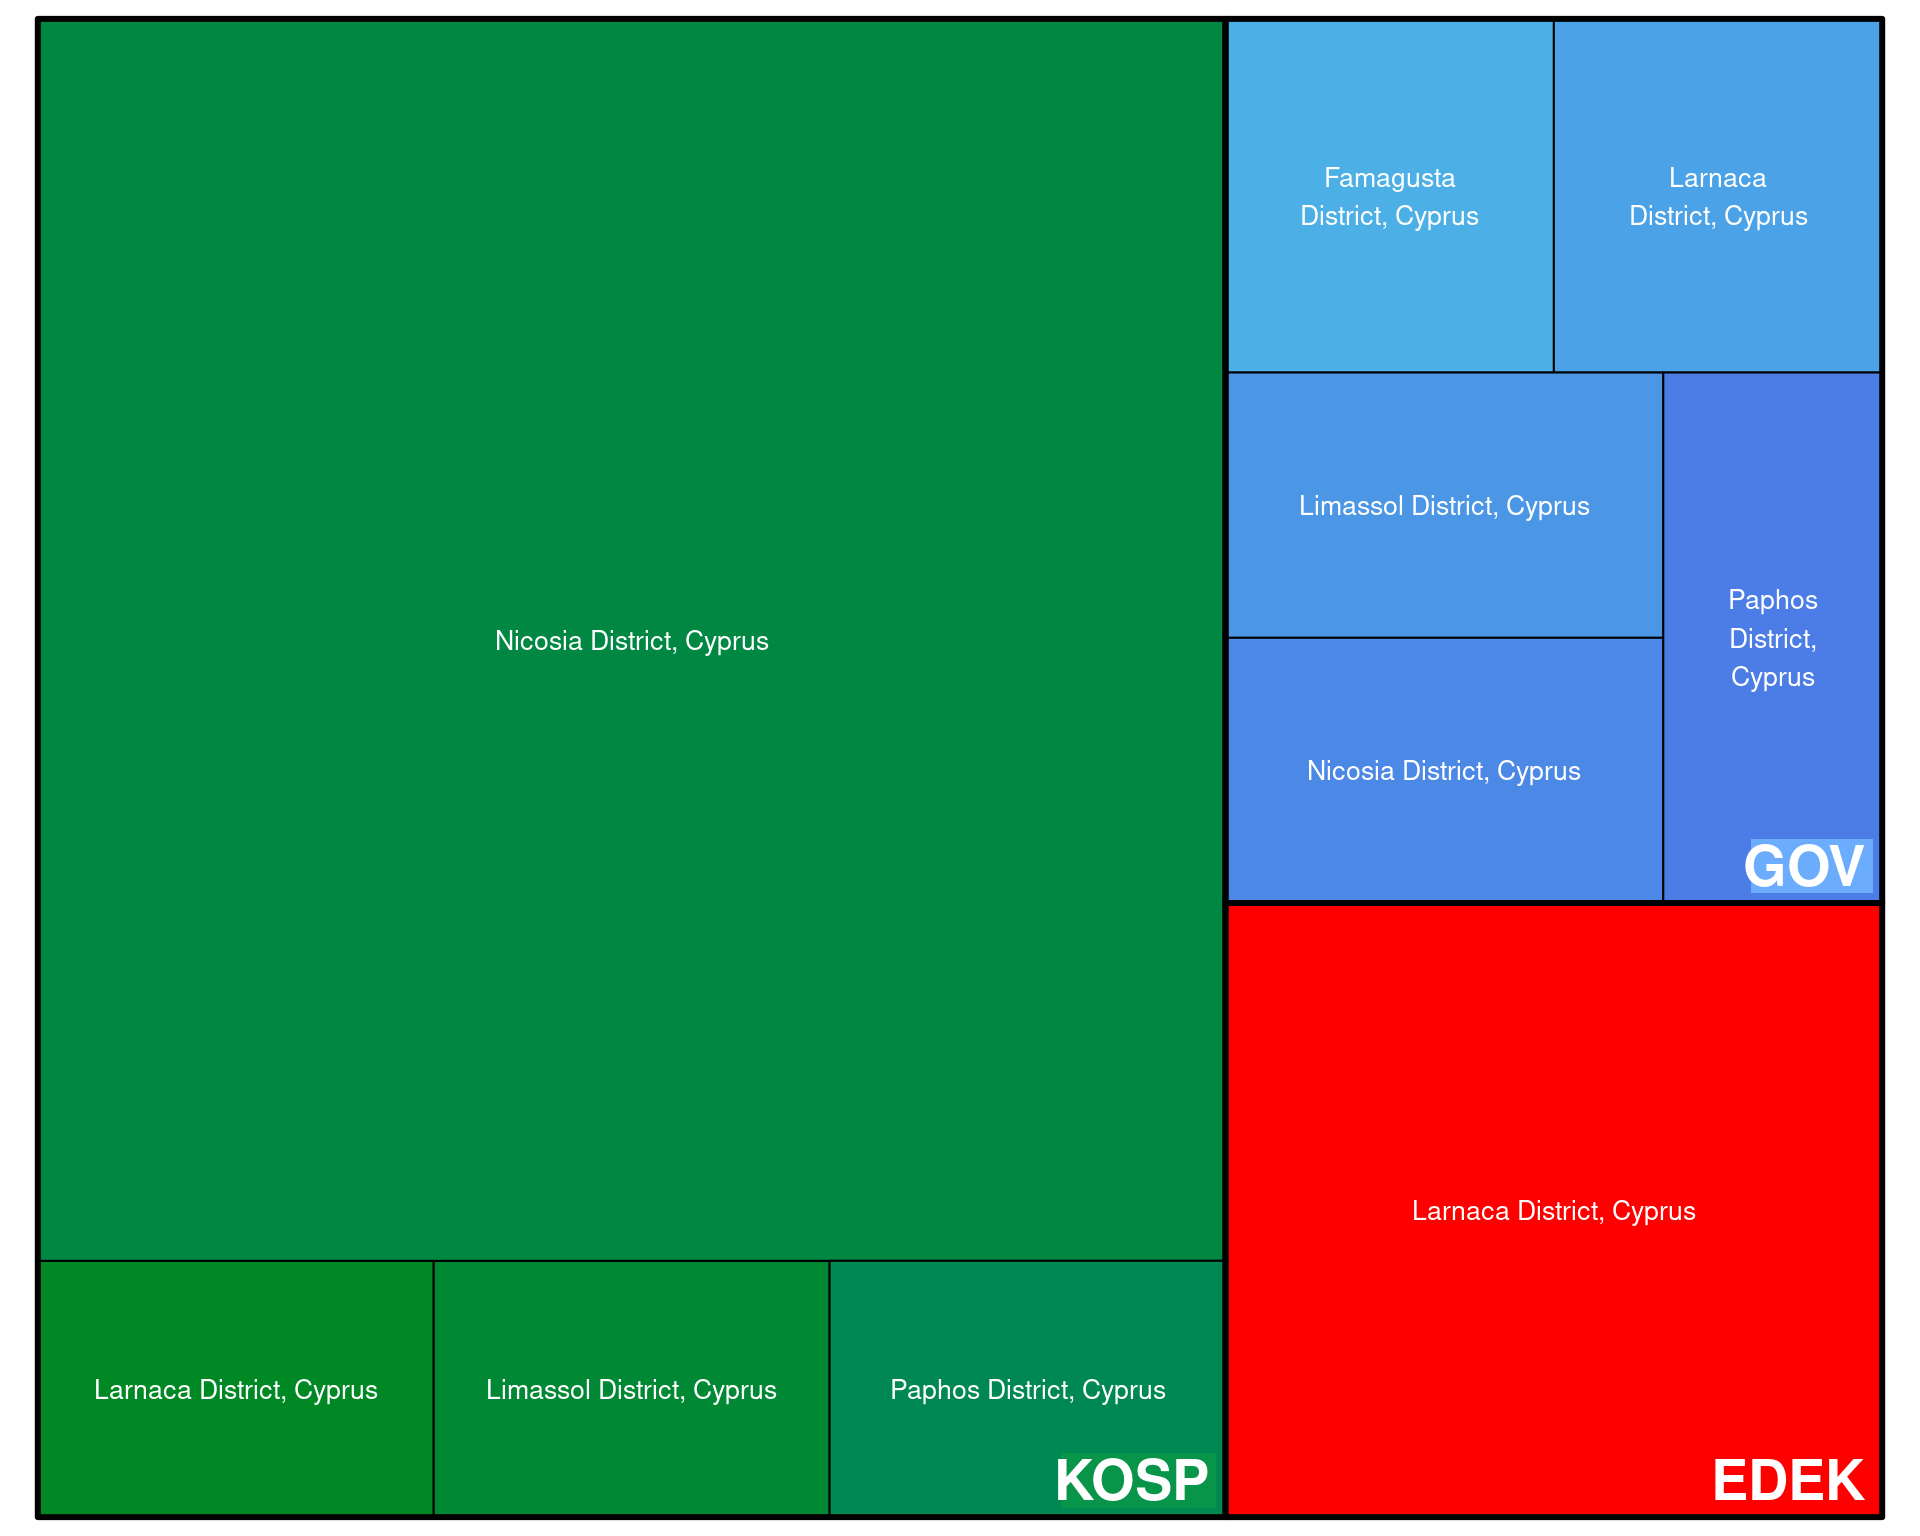 Nicosia District, Cyprus
Larnaca District, Cyprus
Limassol District, Cyprus
Paphos District, Cyprus
KOSP
Famagusta
District, Cyprus
Larnaca
District, Cyprus
Limassol District, Cyprus
Nicosia District, Cyprus
Paphos
District,
Cyprus
GOV
Larnaca District, Cyprus
EDEK